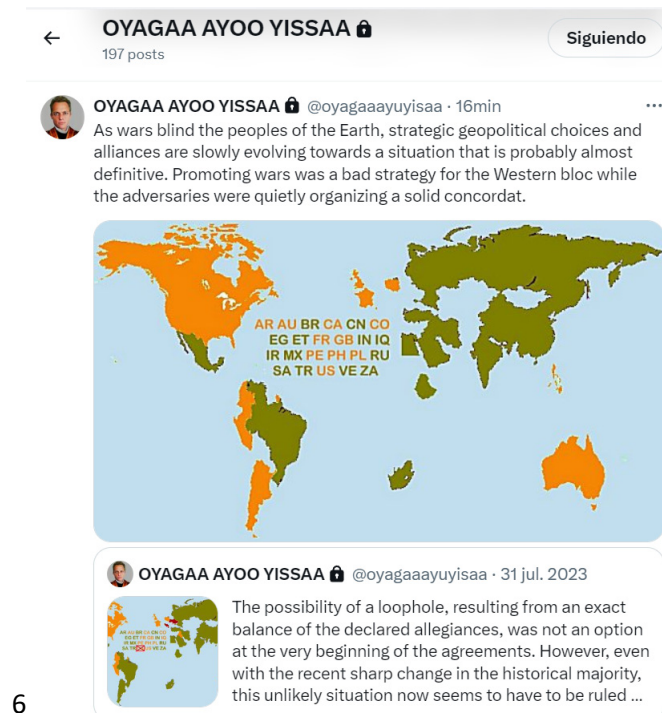 OYAGAA AYOO YISSAA
197 posts
Siguiendo
OYAGAA AYOO YISSAA @oyagaaayuyisaa · 16min
As wars blind the peoples of the Earth, strategic geopolitical choices and
alliances are slowly evolving towards a situation that is probably almost
definitive. Promoting wars was a bad strategy for the Western bloc while
the adversaries were quietly organizing a solid concordat.
AR AU BR CA CN CO
EG ET FR GB IN IQ
IR MX PE PH PL RU
SA TR US VE ZA
OYAGAA AYOO YISSAA @oyagaaayuyisaa · 31 jul. 2023
The possibility of a loophole, resulting from an exact
balance of the declared allegiances, was not an option
at the very beginning of the agreements. However, even
with the recent sharp change in the historical majority,
this unlikely situation now seems to have to be ruled ...
6